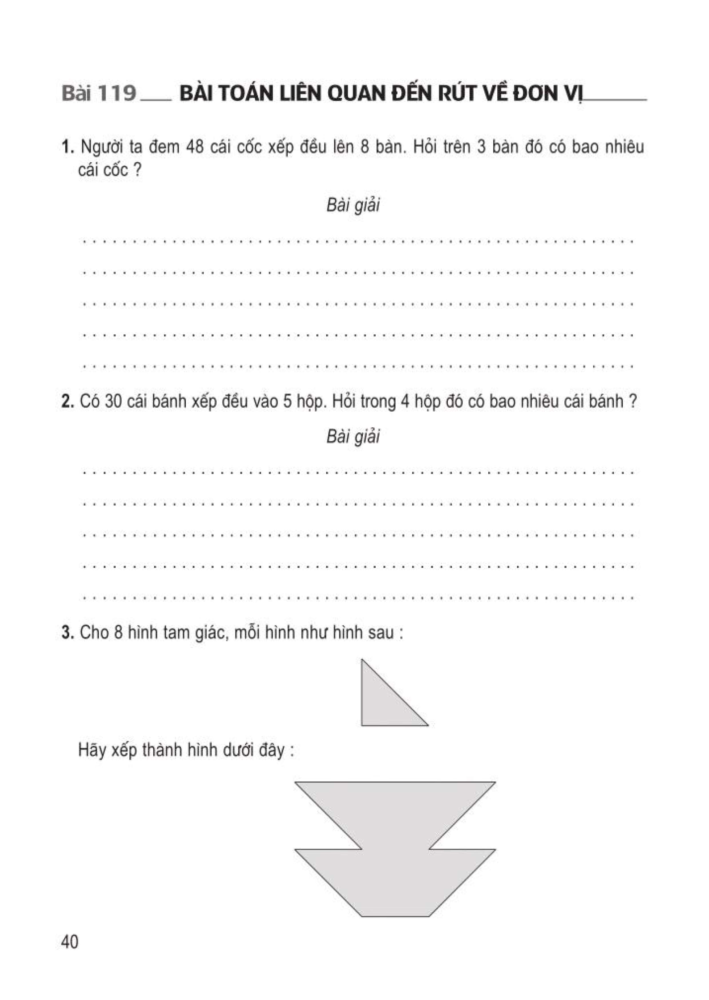 Bài 119 BÀI TOÁN LIÊN QUAN ĐẾN RÚT VỀ ĐƠN VỊ
1. Người ta đem 48 cái cốc xếp đều lên 8 bàn. Hỏi trên 3 bàn đó có bao nhiêu
cái cốc ?
Bài giải
2. Có 30 cái bánh xếp đều vào 5 hộp. Hỏi trong 4 hộp đó có bao nhiêu cái bánh ?
Bài giải
3. Cho 8 hình tam giác, mỗi hình như hình sau :
Hãy xếp thành hình dưới đây :
40